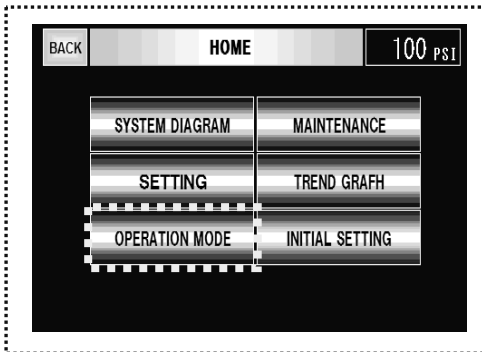 BACK HOME 100 PSI
SYSTEM DIAGRAM MAINTENANCE
SETTING TREND GRAFH
OPERATION MODE INITIAL SETTING